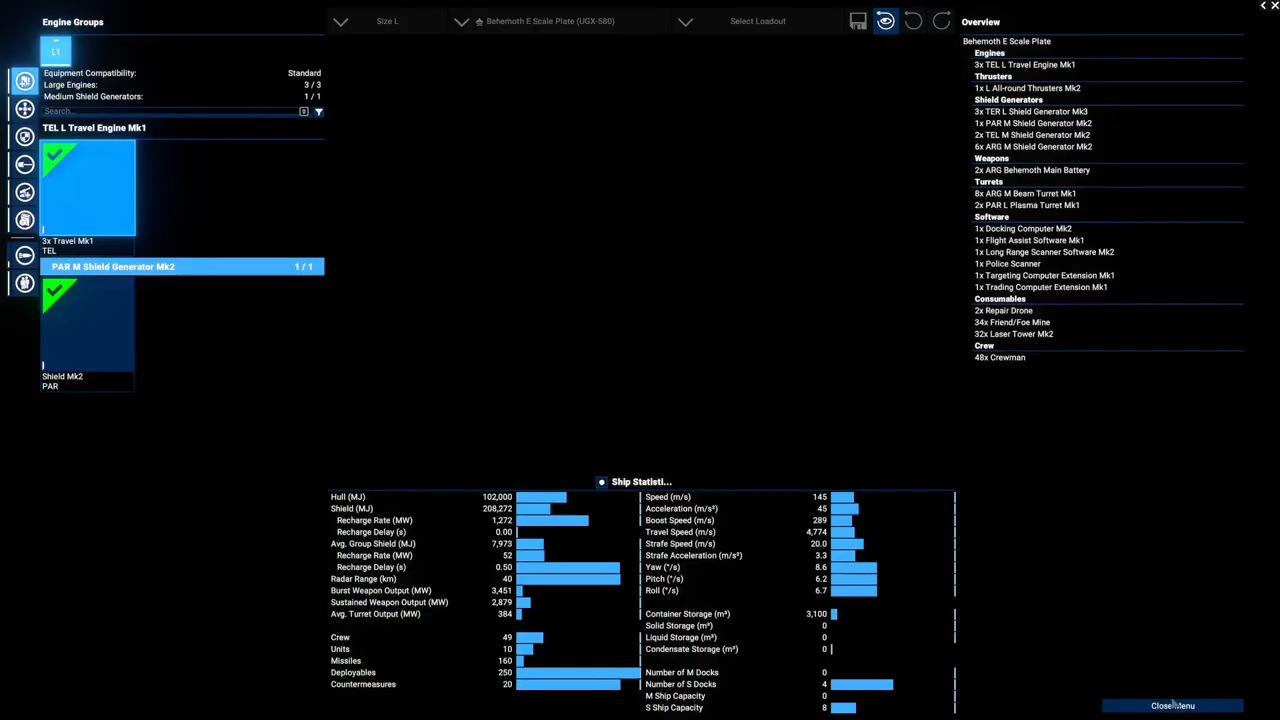 Engine Groups
L1
Equipment Compatibility: Standard
Large Engines: 3 / 3
Medium Shield Generators: 1 / 1
Search...
TEL L Travel Engine Mk1
3x Travel Mk1
TEL
PAR M Shield Generator Mk2 1 / 1
Shield Mk2
PAR
Size L
Behemoth E Scale Plate (UGX-580)
Select Loadout
Ship Statisti...
Hull (MJ) 102,000
Shield (MJ) 208,272
Recharge Rate (MW) 1,272
Recharge Delay (s) 0.00
Avg. Group Shield (MJ) 7,973
Recharge Rate (MW) 52
Recharge Delay (s) 0.50
Radar Range (km) 40
Burst Weapon Output (MW) 3,451
Sustained Weapon Output (MW) 2,879
Avg. Turret Output (MW) 384
Crew 49
Units 10
Missiles 160
Deployables 250
Countermeasures 20
Speed (m/s) 145
Acceleration (m/s²) 45
Boost Speed (m/s) 289
Travel Speed (m/s) 4,774
Strafe Speed (m/s) 20.0
Strafe Acceleration (m/s²) 3.3
Yaw (°/s) 8.6
Pitch (°/s) 6.2
Roll (°/s) 6.7
Container Storage (m³) 3,100
Solid Storage (m³) 0
Liquid Storage (m³) 0
Condensate Storage (m³) 0
Number of M Docks 0
Number of S Docks 4
M Ship Capacity 0
S Ship Capacity 8
Overview
Behemoth E Scale Plate
Engines
3x TEL L Travel Engine Mk1
Thrusters
1x L All-round Thrusters Mk2
Shield Generators
3x TER L Shield Generator Mk3
1x PAR M Shield Generator Mk2
2x TEL M Shield Generator Mk2
6x ARG M Shield Generator Mk2
Weapons
2x ARG Behemoth Main Battery
Turrets
8x ARG M Beam Turret Mk1
2x PAR L Plasma Turret Mk1
Software
1x Docking Computer Mk2
1x Flight Assist Software Mk1
1x Long Range Scanner Software Mk2
1x Police Scanner
1x Targeting Computer Extension Mk1
1x Trading Computer Extension Mk1
Consumables
2x Repair Drone
34x Friend/Foe Mine
32x Laser Tower Mk2
Crew
48x Crewman
Close Menu